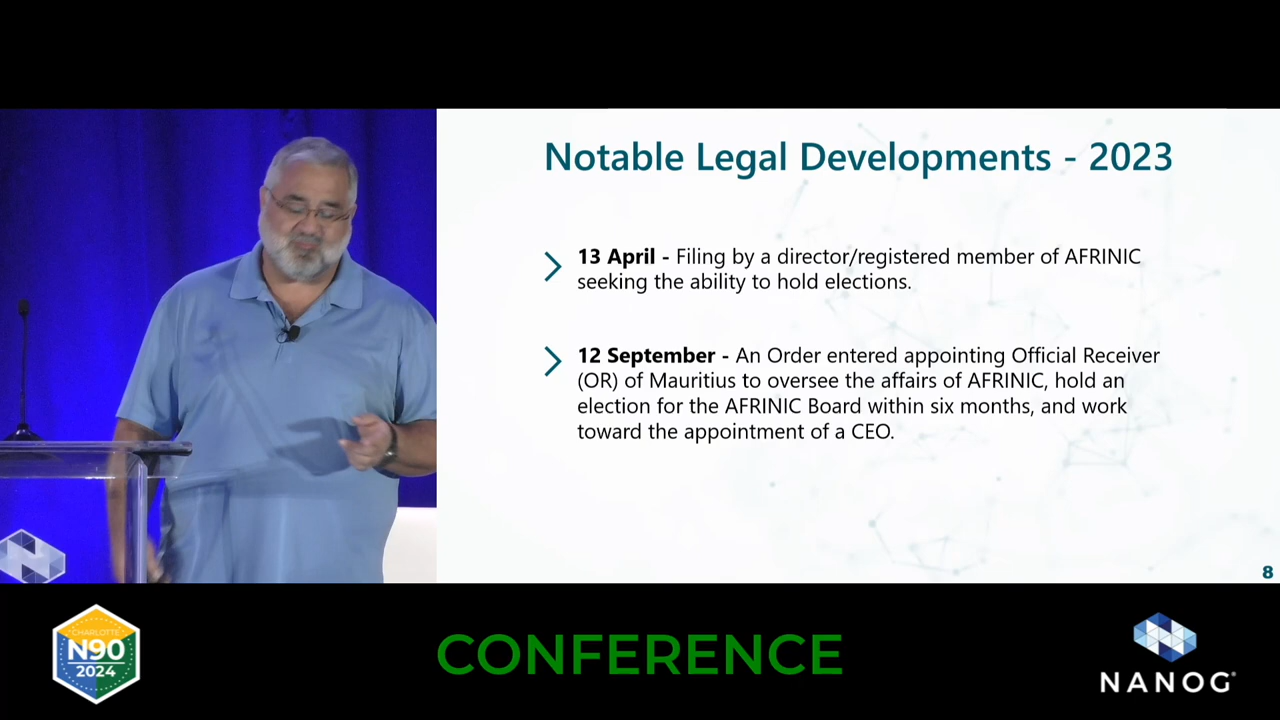 Notable Legal Developments - 2023
13 April - Filing by a director/registered member of AFRINIC
seeking the ability to hold elections.
12 September - An Order entered appointing Official Receiver
(OR) of Mauritius to oversee the affairs of AFRINIC, hold an
election for the AFRINIC Board within six months, and work
toward the appointment of a CEO.
8
CHARLOTTE
N90
2024
CONFERENCE
NANOG